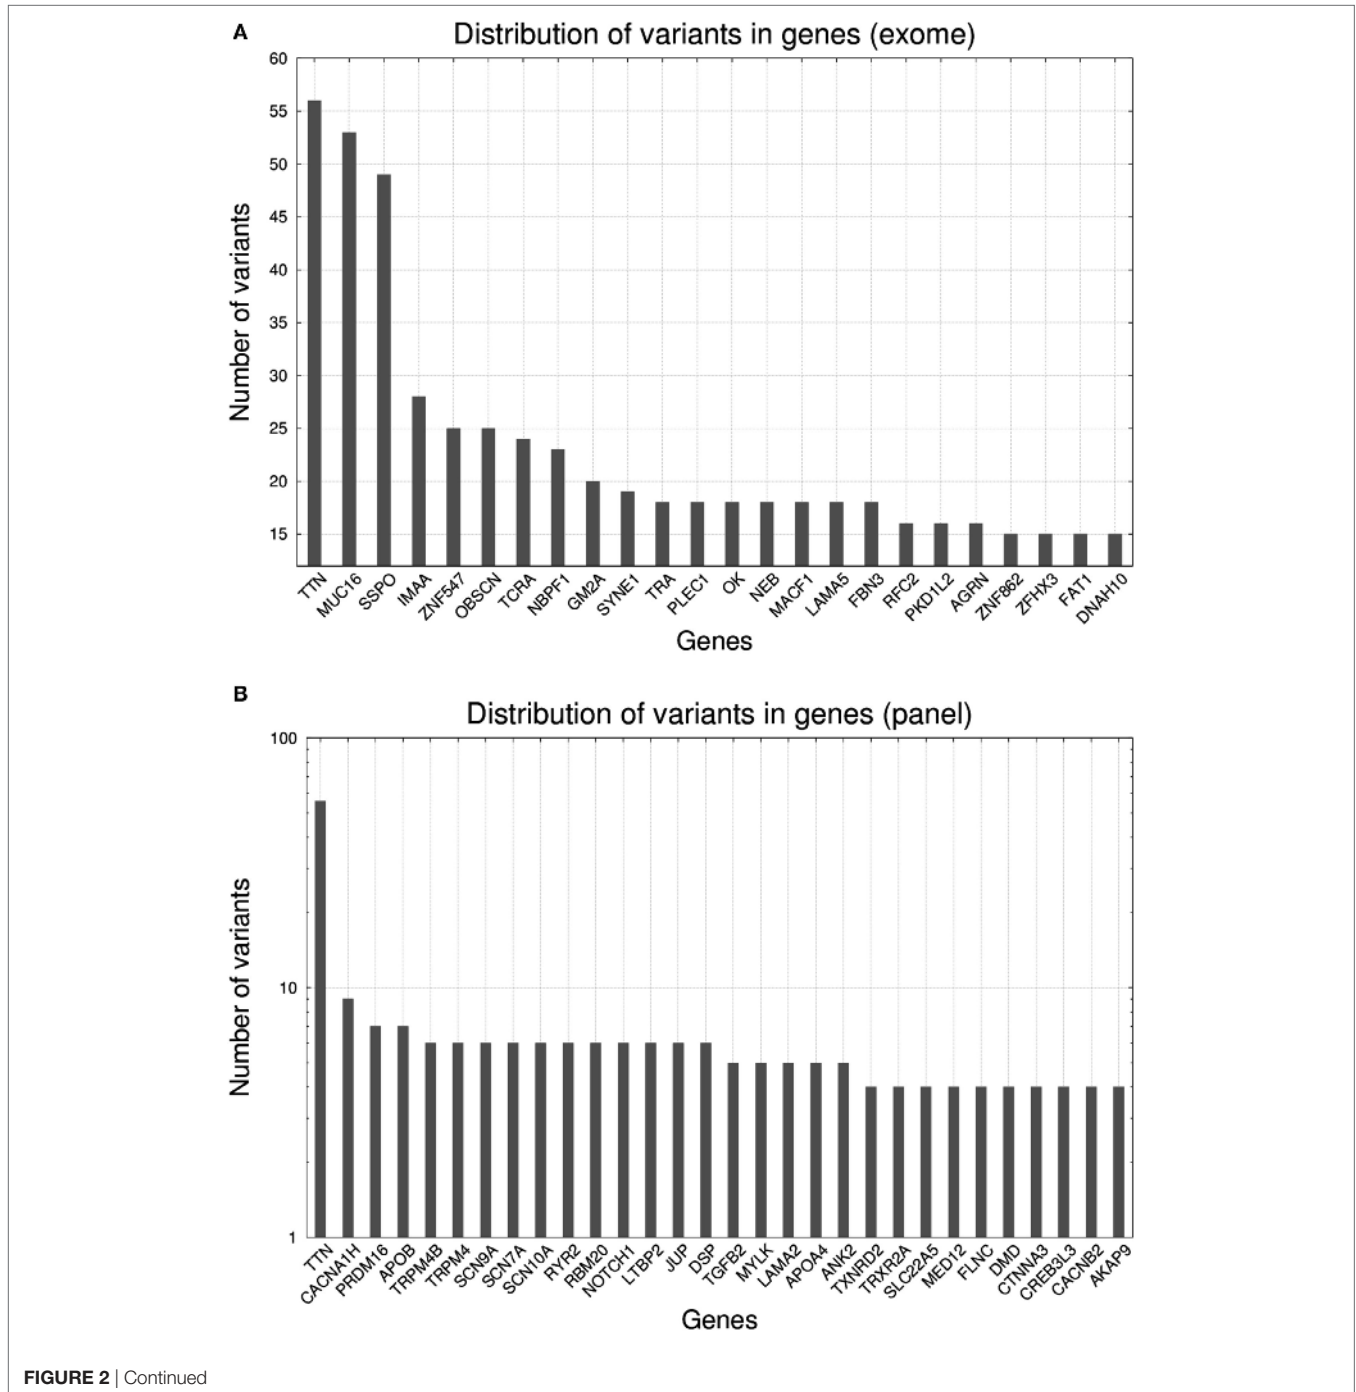 A
Distribution of variants in genes (exome)
60
55
50
45
40
35
30
25
20
15
Number of variants
TTN MUC16 SSPO IMAA ZNF547 OBSCN TCRA NBPF1 GM2A SYNE1 TRA PLEC1 OK NEB MACF1 LAMA5 FBN3 RFC2 PKD1L2 AGRN ZNF862 ZFHX3 FAT1 DNAH10
Genes
B
Distribution of variants in genes (panel)
100
10
1
Number of variants
TTN CACNA1H PRDM16 APOB TRPM4B TRPM4 SCN9A SCN7A SCN10A RYR2 RBM20 NOTCH1 LTBP2 JUP DSP TGFB2 MYLK LAMA2 APOA4 ANK2 TXNRD2 TRXR2A SLC22A5 MED12 FLNC DMD CTNNA3 CREB3L3 CACNB2 AKAP9
Genes
FIGURE 2 | Continued